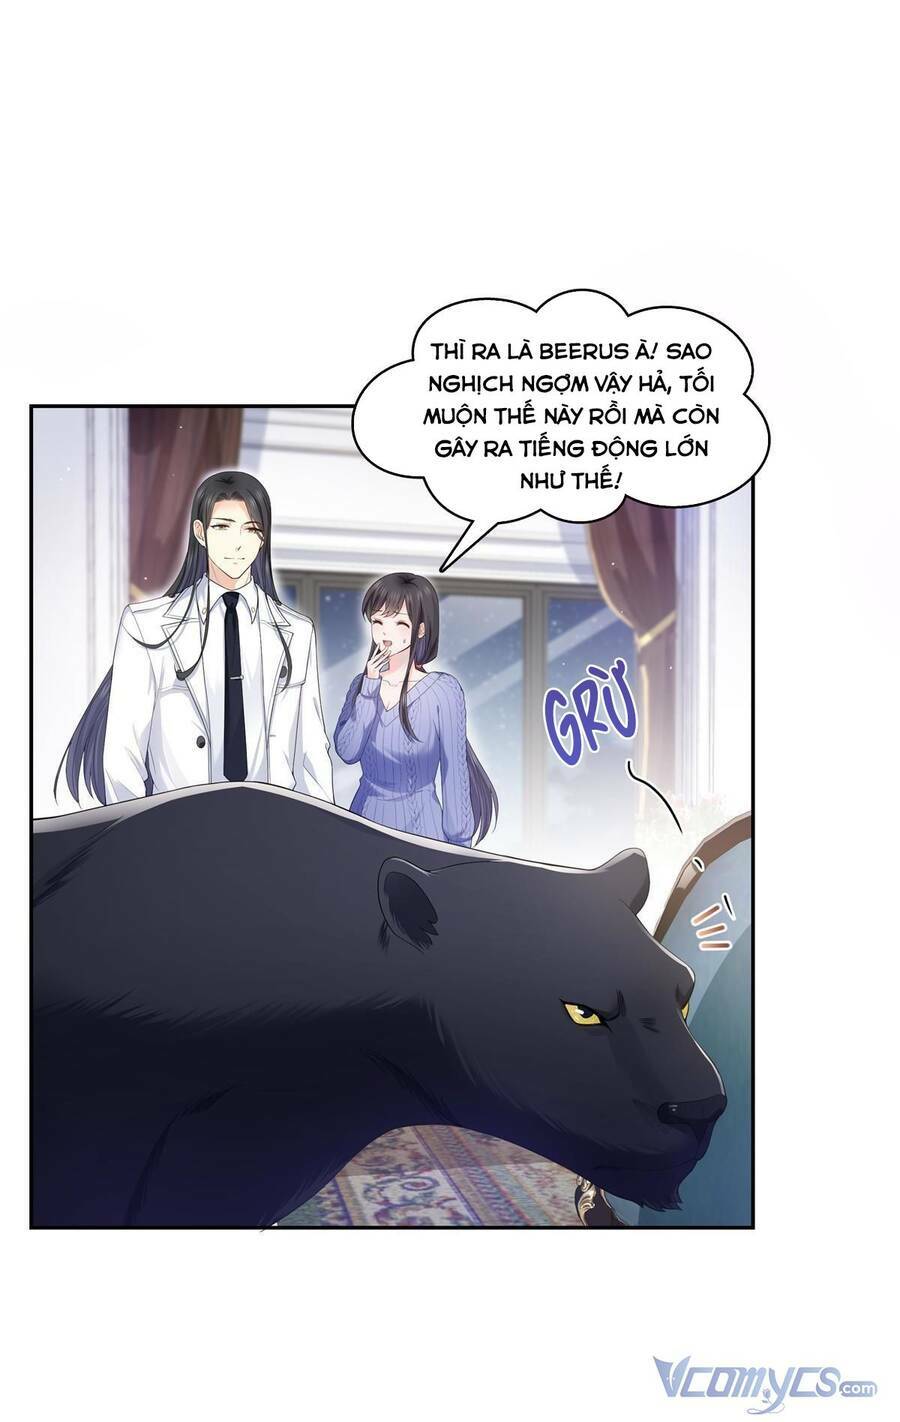 THÌ RA LÀ BEERUS À! SAO
NGHỊCH NGỢM VẬY HẢ, TỐI
MUỘN THẾ NÀY RỒI MÀ CÒN
GÂY RA TIẾNG ĐỘNG LỚN
NHƯ THẾ!
GRỪ
VCOMYCS.com